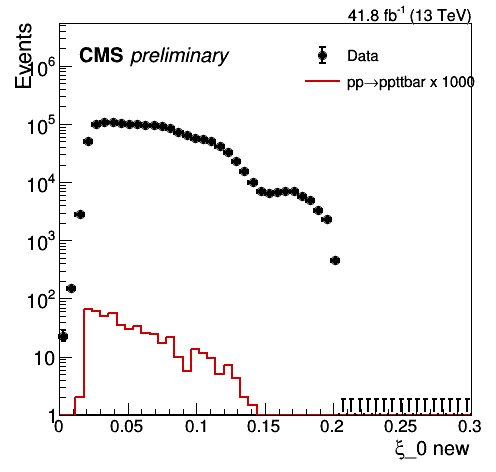 41.8 fb⁻¹ (13 TeV)
Events
CMS preliminary
Data
pp→ppttbar x 1000
10⁶
10⁵
10⁴
10³
10²
10
1
0 0.05 0.1 0.15 0.2 0.25 0.3
ξ_0 new